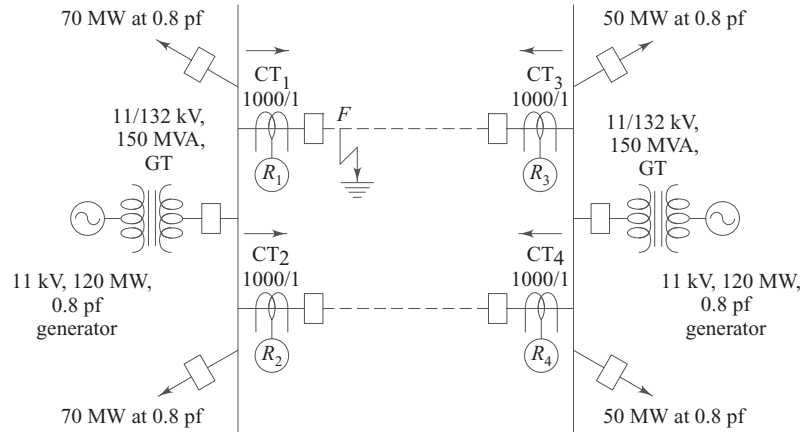 70 MW at 0.8 pf
50 MW at 0.8 pf
CT1
1000/1
F
CT3
1000/1
11/132 kV,
150 MVA,
GT
11/132 kV,
150 MVA,
GT
R1
R3
CT2
1000/1
CT4
1000/1
11 kV, 120 MW,
0.8 pf
generator
11 kV, 120 MW,
0.8 pf
generator
R2
R4
70 MW at 0.8 pf
50 MW at 0.8 pf